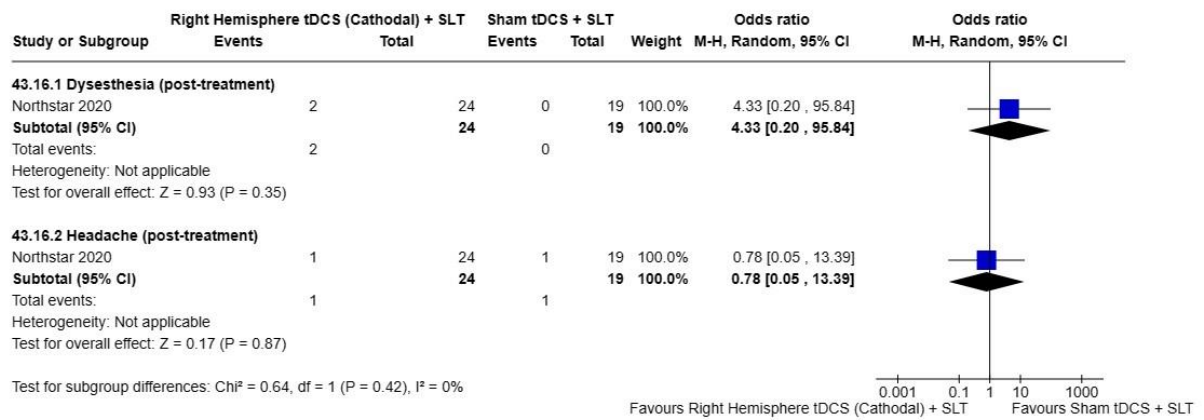 Right Hemisphere tDCS (Cathodal) + SLT Sham tDCS + SLT Odds ratio Odds ratio
Study or Subgroup Events Total Events Total Weight M-H, Random, 95% CI M-H, Random, 95% CI
43.16.1 Dysesthesia (post-treatment)
Northstar 2020 2 24 0 19 100.0% 4.33 [0.20 , 95.84]
Subtotal (95% CI) 24 19 100.0% 4.33 [0.20 , 95.84]
Total events: 2 0
Heterogeneity: Not applicable
Test for overall effect: Z = 0.93 (P = 0.35)
43.16.2 Headache (post-treatment)
Northstar 2020 1 24 1 19 100.0% 0.78 [0.05 , 13.39]
Subtotal (95% CI) 24 19 100.0% 0.78 [0.05 , 13.39]
Total events: 1 1
Heterogeneity: Not applicable
Test for overall effect: Z = 0.17 (P = 0.87)
Test for subgroup differences: Chi² = 0.64, df = 1 (P = 0.42), I² = 0%
0.001 0.1 1 10 1000
Favours Right Hemisphere tDCS (Cathodal) + SLT Favours Sham tDCS + SLT